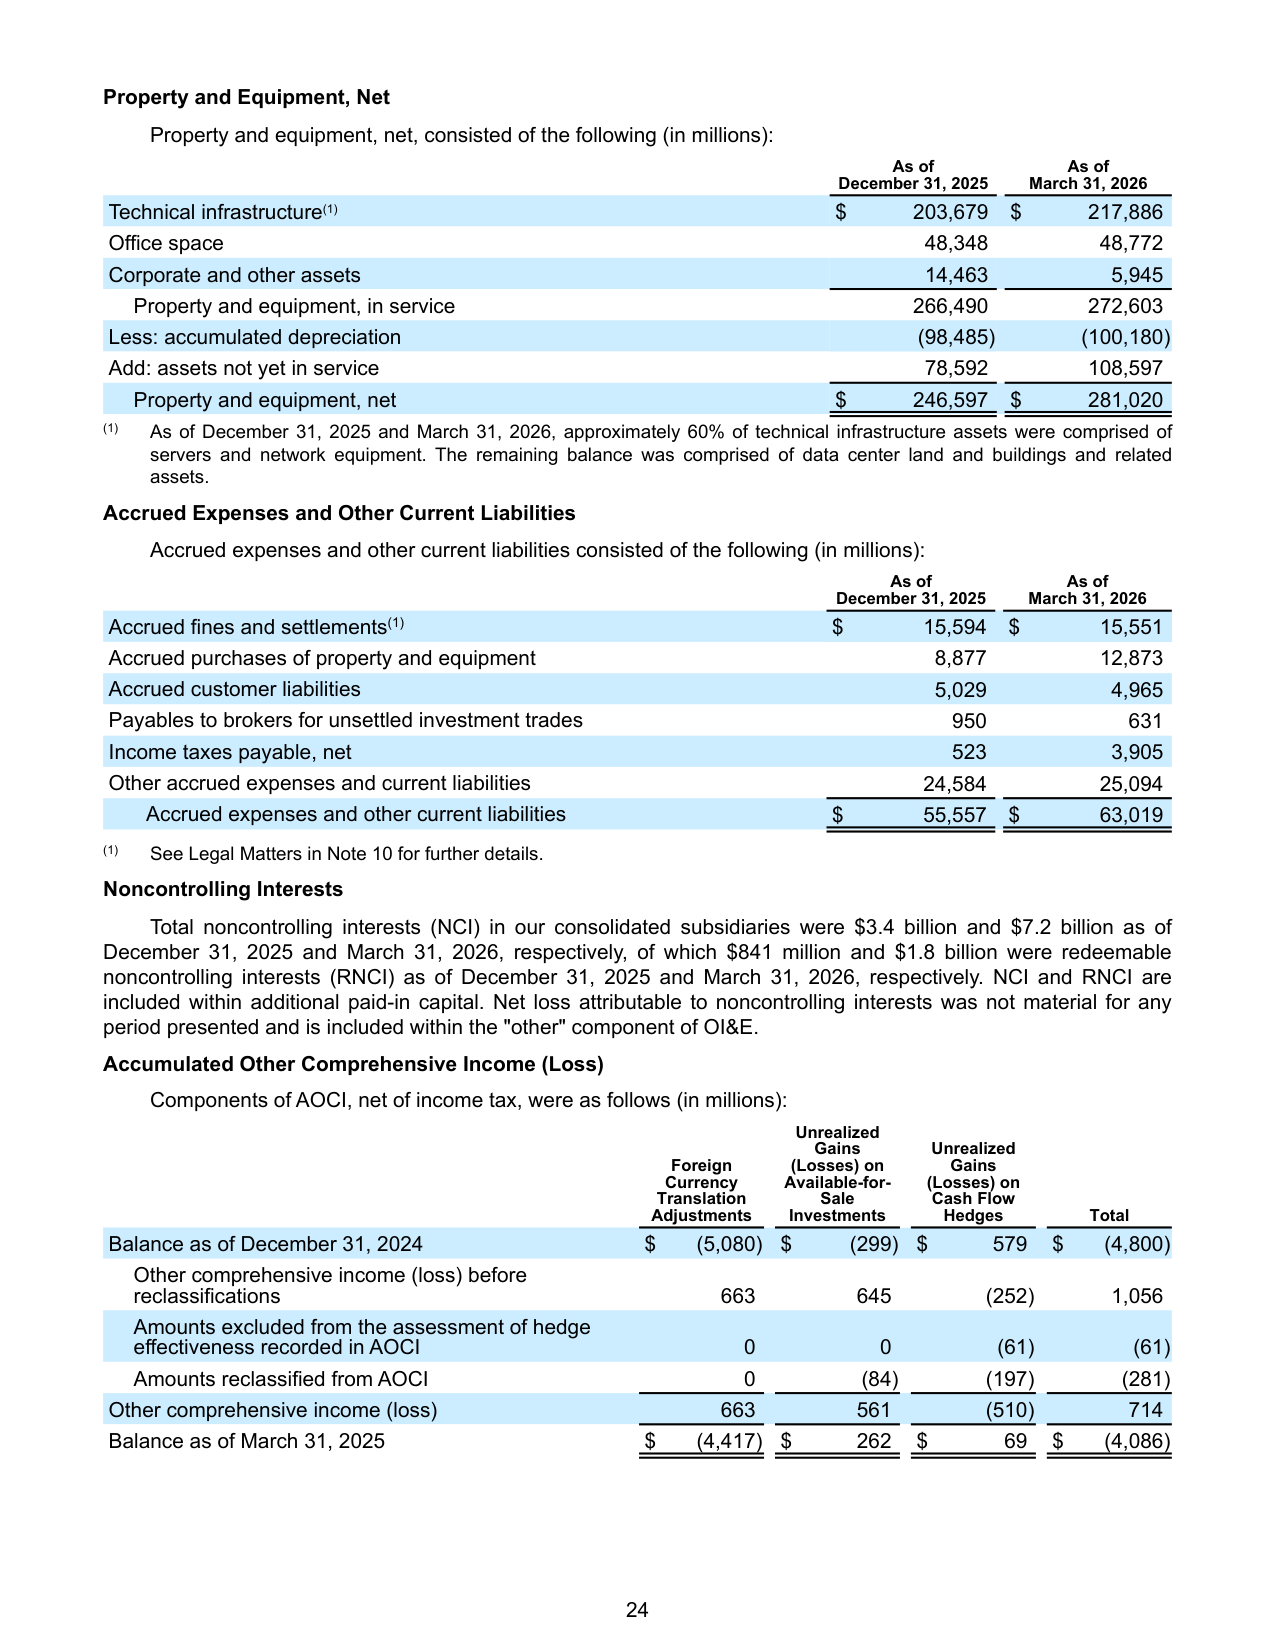 Property and Equipment, Net
Property and equipment, net, consisted of the following (in millions):
As of As of
December 31, 2025 March 31, 2026
Technical infrastructure(1) $ 203,679 $ 217,886
Office space 48,348 48,772
Corporate and other assets 14,463 5,945
Property and equipment, in service 266,490 272,603
Less: accumulated depreciation (98,485) (100,180)
Add: assets not yet in service 78,592 108,597
Property and equipment, net $ 246,597 $ 281,020
(1) As of December 31, 2025 and March 31, 2026, approximately 60% of technical infrastructure assets were comprised of
servers and network equipment. The remaining balance was comprised of data center land and buildings and related
assets.
Accrued Expenses and Other Current Liabilities
Accrued expenses and other current liabilities consisted of the following (in millions):
As of As of
December 31, 2025 March 31, 2026
Accrued fines and settlements(1) $ 15,594 $ 15,551
Accrued purchases of property and equipment 8,877 12,873
Accrued customer liabilities 5,029 4,965
Payables to brokers for unsettled investment trades 950 631
Income taxes payable, net 523 3,905
Other accrued expenses and current liabilities 24,584 25,094
Accrued expenses and other current liabilities $ 55,557 $ 63,019
(1) See Legal Matters in Note 10 for further details.
Noncontrolling Interests
Total noncontrolling interests (NCI) in our consolidated subsidiaries were $3.4 billion and $7.2 billion as of
December 31, 2025 and March 31, 2026, respectively, of which $841 million and $1.8 billion were redeemable
noncontrolling interests (RNCI) as of December 31, 2025 and March 31, 2026, respectively. NCI and RNCI are
included within additional paid-in capital. Net loss attributable to noncontrolling interests was not material for any
period presented and is included within the "other" component of OI&E.
Accumulated Other Comprehensive Income (Loss)
Components of AOCI, net of income tax, were as follows (in millions):
Unrealized
Gains Unrealized
Foreign (Losses) on Gains
Currency Available-for- (Losses) on
Translation Sale Cash Flow
Adjustments Investments Hedges Total
Balance as of December 31, 2024 $ (5,080) $ (299) $ 579 $ (4,800)
Other comprehensive income (loss) before
reclassifications 663 645 (252) 1,056
Amounts excluded from the assessment of hedge
effectiveness recorded in AOCI 0 0 (61) (61)
Amounts reclassified from AOCI 0 (84) (197) (281)
Other comprehensive income (loss) 663 561 (510) 714
Balance as of March 31, 2025 $ (4,417) $ 262 $ 69 $ (4,086)
24